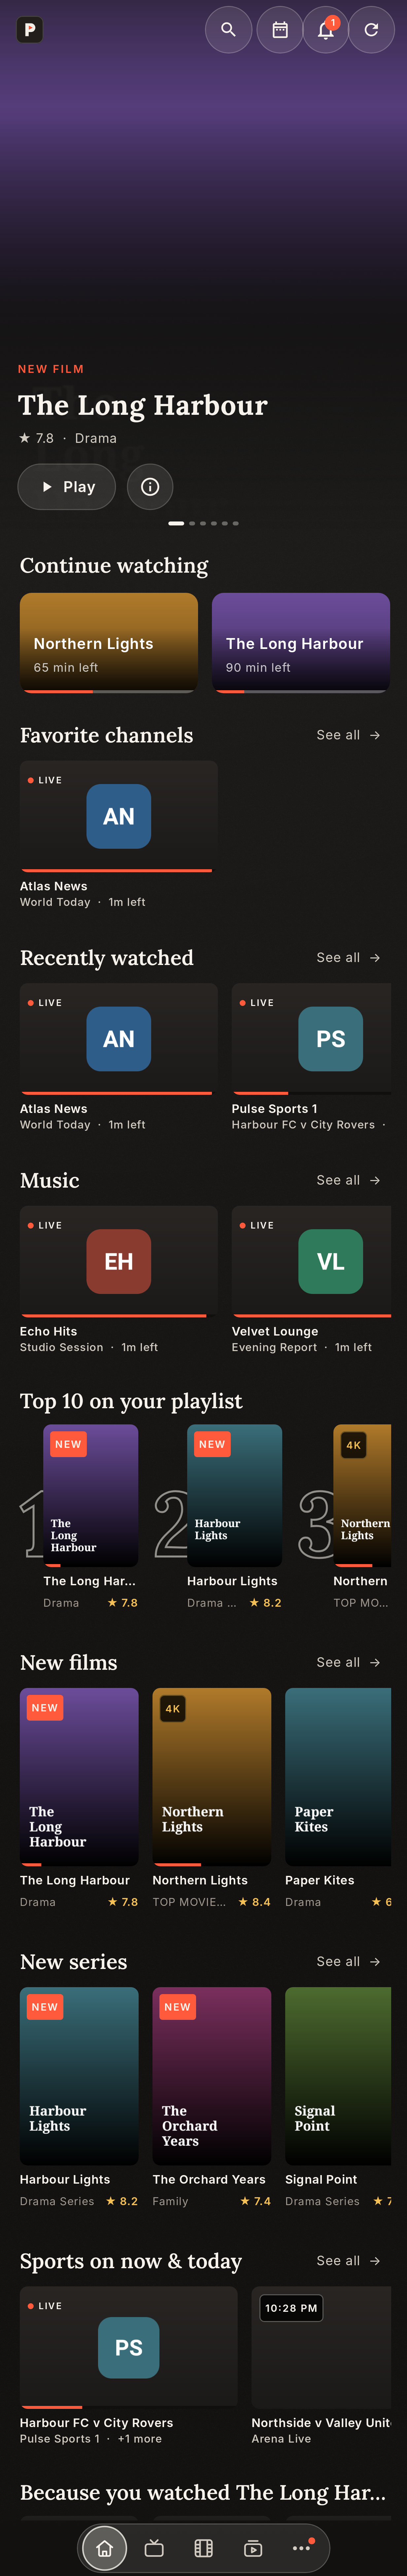 P
1
NEW FILM
The Long Harbour
★ 7.8 · Drama
Play
Continue watching
Northern Lights
65 min left
The Long Harbour
90 min left
Favorite channels
See all →
LIVE
AN
Atlas News
World Today · 1m left
Recently watched
See all →
LIVE
AN
Atlas News
World Today · 1m left
LIVE
PS
Pulse Sports 1
Harbour FC v City Rovers ·
Music
See all →
LIVE
EH
Echo Hits
Studio Session · 1m left
LIVE
VL
Velvet Lounge
Evening Report · 1m left
Top 10 on your playlist
1
NEW
The
Long
Harbour
The Long Har...
Drama ★ 7.8
2
NEW
Harbour
Lights
Harbour Lights
Drama ... ★ 8.2
3
4K
Northern
Lights
Northern
TOP MO...
New films
See all →
NEW
The
Long
Harbour
The Long Harbour
Drama ★ 7.8
4K
Northern
Lights
Northern Lights
TOP MOVIE... ★ 8.4
Paper
Kites
Paper Kites
Drama ★ 6
New series
See all →
NEW
Harbour
Lights
Harbour Lights
Drama Series ★ 8.2
NEW
The
Orchard
Years
The Orchard Years
Family ★ 7.4
Signal
Point
Signal Point
Drama Series ★ 7
Sports on now & today
See all →
LIVE
PS
Harbour FC v City Rovers
Pulse Sports 1 · +1 more
10:28 PM
Northside v Valley Unit
Arena Live
Because you watched The Long Har...